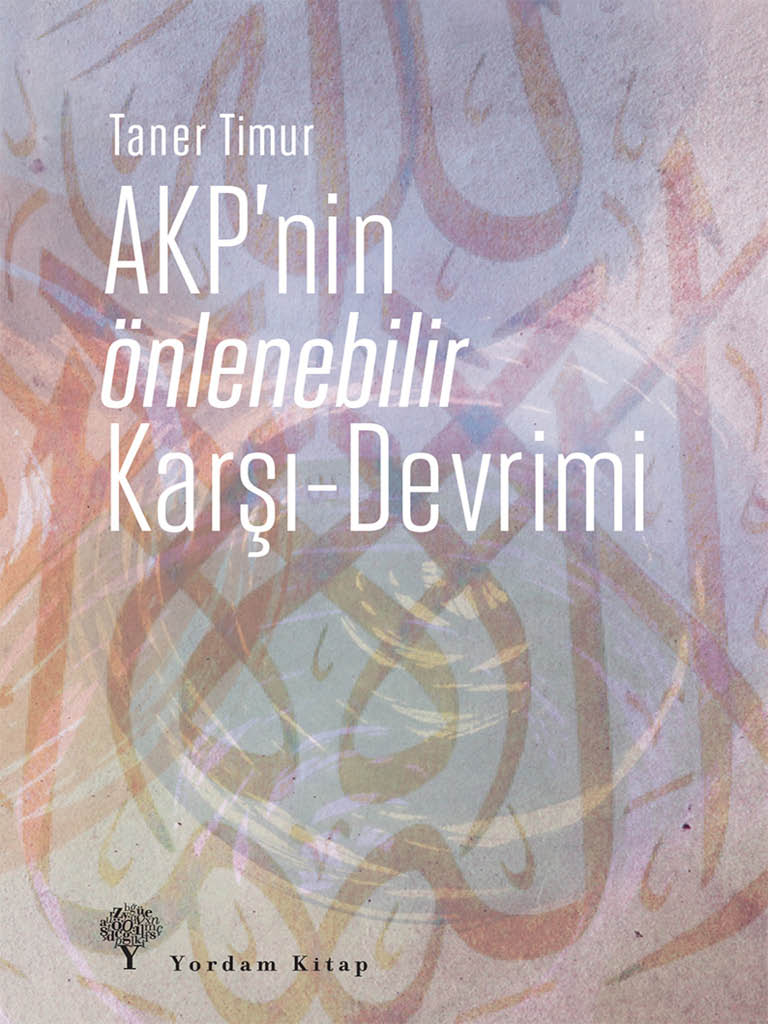 Taner Timur
AKP'nin
önlenebilir
Karşı-Devrimi
Y
Yordam Kitap